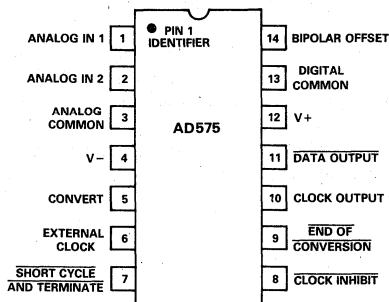 ANALOG IN 1
1
PIN 1
IDENTIFIER
14
BIPOLAR OFFSET
ANALOG IN 2
2
13
DIGITAL
COMMON
ANALOG
COMMON
3
AD575
12
V+
V−
4
11
DATA OUTPUT
CONVERT
5
10
CLOCK OUTPUT
EXTERNAL
CLOCK
6
9
END OF
CONVERSION
SHORT CYCLE
AND TERMINATE
7
8
CLOCK INHIBIT